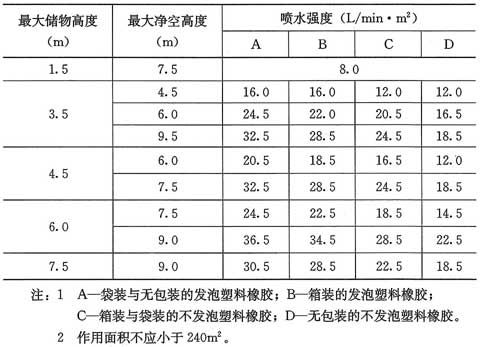 最大储物高度 最大净空高度 喷水强度（L/min·m²）
（m） （m） A B C D
1.5 7.5 8.0
3.5 4.5 16.0 16.0 12.0 12.0
6.0 24.5 22.0 20.5 16.5
9.5 32.5 28.5 24.5 18.5
4.5 6.0 20.5 18.5 16.5 12.0
7.5 32.5 28.5 24.5 18.5
6.0 7.5 24.5 22.5 18.5 14.5
9.0 36.5 34.5 28.5 22.5
7.5 9.0 30.5 28.5 22.5 18.5
注：1 A—袋装与无包装的发泡塑料橡胶；B—箱装的发泡塑料橡胶；
C—箱装与袋装的不发泡塑料橡胶；D—无包装的不发泡塑料橡胶。
2 作用面积不应小于240m²。